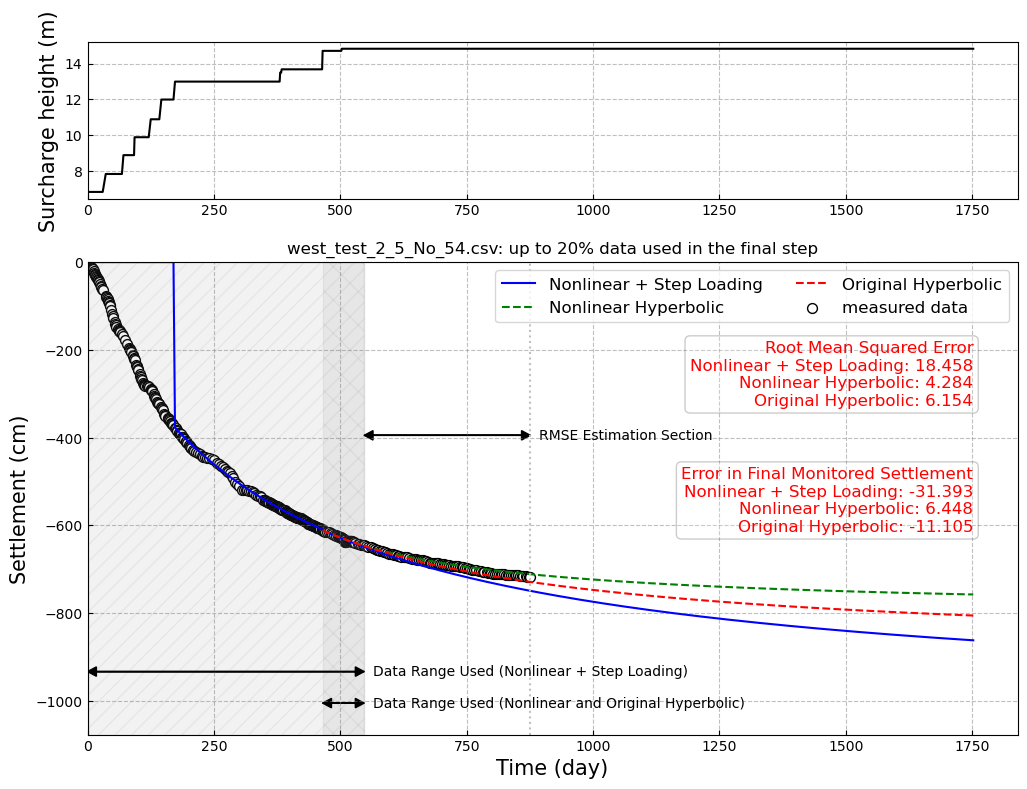 Surcharge height (m)
14
12
10
8
0 250 500 750 1000 1250 1500 1750
west_test_2_5_No_54.csv: up to 20% data used in the final step
Settlement (cm)
0
−200
−400
−600
−800
−1000
Nonlinear + Step Loading
Nonlinear Hyperbolic
Original Hyperbolic
measured data
Root Mean Squared Error
Nonlinear + Step Loading: 18.458
Nonlinear Hyperbolic: 4.284
Original Hyperbolic: 6.154
RMSE Estimation Section
Error in Final Monitored Settlement
Nonlinear + Step Loading: -31.393
Nonlinear Hyperbolic: 6.448
Original Hyperbolic: -11.105
Data Range Used (Nonlinear + Step Loading)
Data Range Used (Nonlinear and Original Hyperbolic)
0 250 500 750 1000 1250 1500 1750
Time (day)